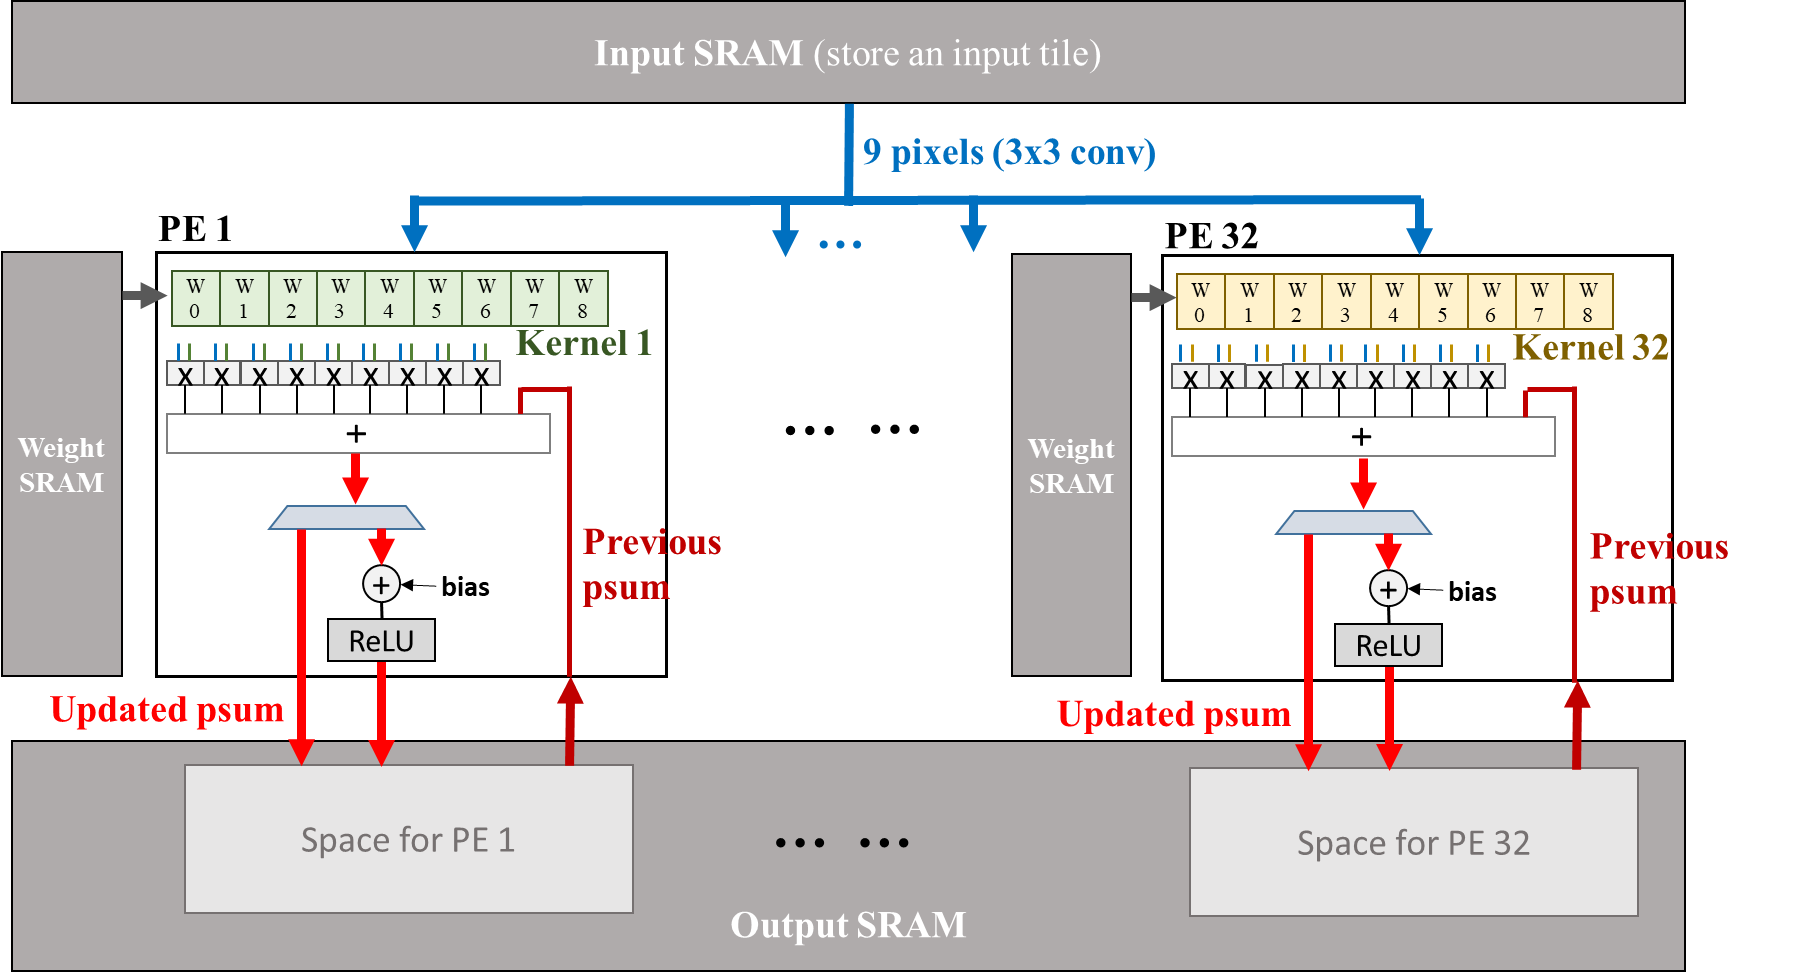 Input SRAM (store an input tile)
9 pixels (3x3 conv)
PE 1
PE 32
...
W W W W W W W W W
0 1 2 3 4 5 6 7 8
W W W W W W W W W
0 1 2 3 4 5 6 7 8
Kernel 1
Kernel 32
X X X X X X X X X
X X X X X X X X X
+
+
... ...
Weight
SRAM
Weight
SRAM
Previous
psum
Previous
psum
+ bias
+ bias
ReLU
ReLU
Updated psum
Updated psum
Space for PE 1
... ...
Space for PE 32
Output SRAM